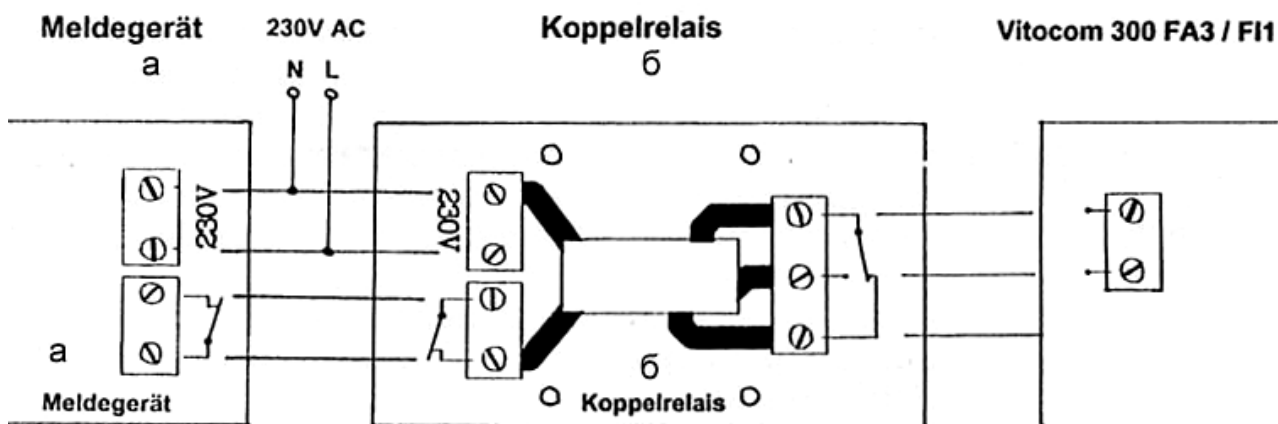 Meldegerät 230V AC Koppelrelais Vitocom 300 FA3 / FI1
а б
N L
230V 230V
а б
Meldegerät Koppelrelais